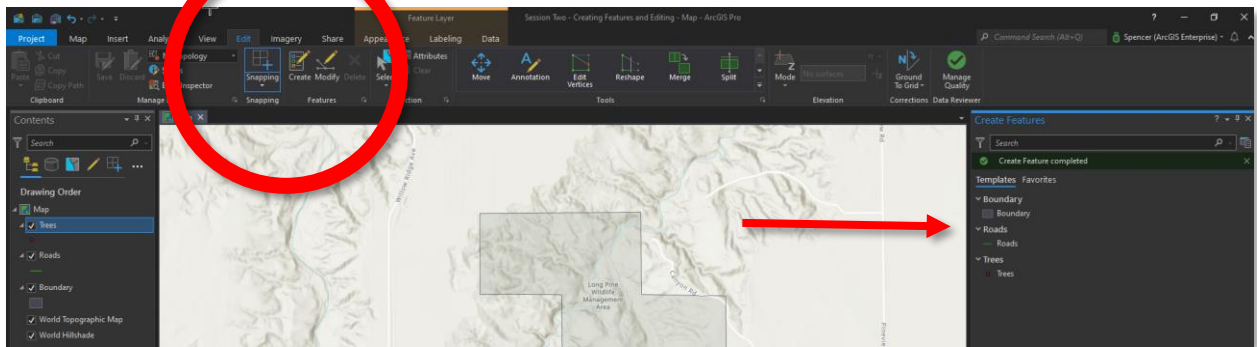 Feature Layer
Session Two - Creating Features and Editing - Map - ArcGIS Pro
Project Map Insert View Edit Imagery Share Labeling Data
Command Search (Alt+Q)
Spencer (ArcGIS Enterprise)
Cut
Copy
Copy Path
Paste
Save Discard
Snapping
Create Modify Delete
Attributes
Clear
Move
Annotation
Edit Vertices
Reshape
Merge
Split
Mode
No surfaces
Ground To Grid
Manage Quality
Clipboard
Snapping
Features
Tools
Elevation
Corrections
Data Reviewer
Contents
Search
Drawing Order
Map
Trees
Roads
Boundary
World Topographic Map
World Hillshade
Willow Ridge Ave
Long Pine
Wildlife
Management
Area
Canyon Rd
Create Features
Search
Create Feature completed
Templates Favorites
Boundary
Boundary
Roads
Roads
Trees
Trees